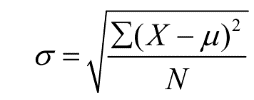 σ = √(Σ(X − μ)² / N)